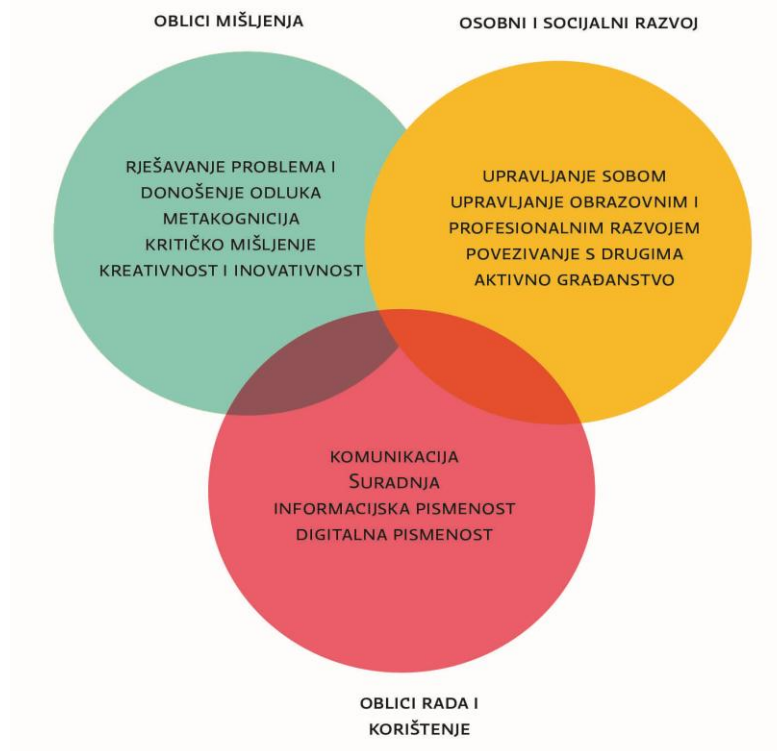 OBLICI MIŠLJENJA
OSOBNI I SOCIJALNI RAZVOJ
RJEŠAVANJE PROBLEMA I
DONOŠENJE ODLUKA
METAKOGNICIJA
KRITIČKO MIŠLJENJE
KREATIVNOST I INOVATIVNOST
UPRAVLJANJE SOBOM
UPRAVLJANJE OBRAZOVNIM I
PROFESIONALNIM RAZVOJEM
POVEZIVANJE S DRUGIMA
AKTIVNO GRAĐANSTVO
KOMUNIKACIJA
SURADNJA
INFORMACIJSKA PISMENOST
DIGITALNA PISMENOST
OBLICI RADA I
KORIŠTENJE